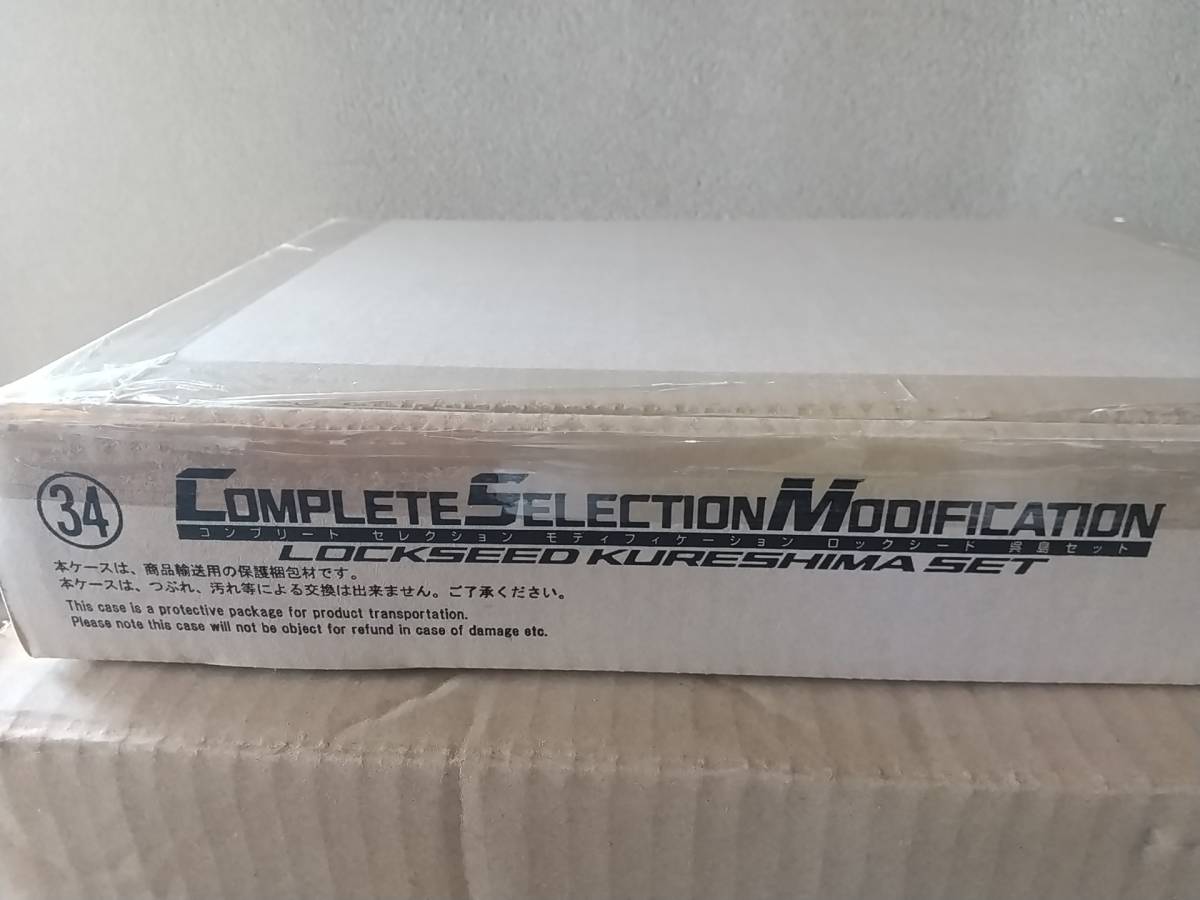 34
COMPLETE SELECTION MODIFICATION
コンプリート セレクション モディフィケーション ロックシード 呉島セット
LOCKSEED KURESHIMA SET
本ケースは、商品輸送用の保護梱包材です。
本ケースは、つぶれ、汚れ等による交換は出来ません。ご了承ください。
This case is a protective package for product transportation.
Please note this case will not be object for refund in case of damage etc.